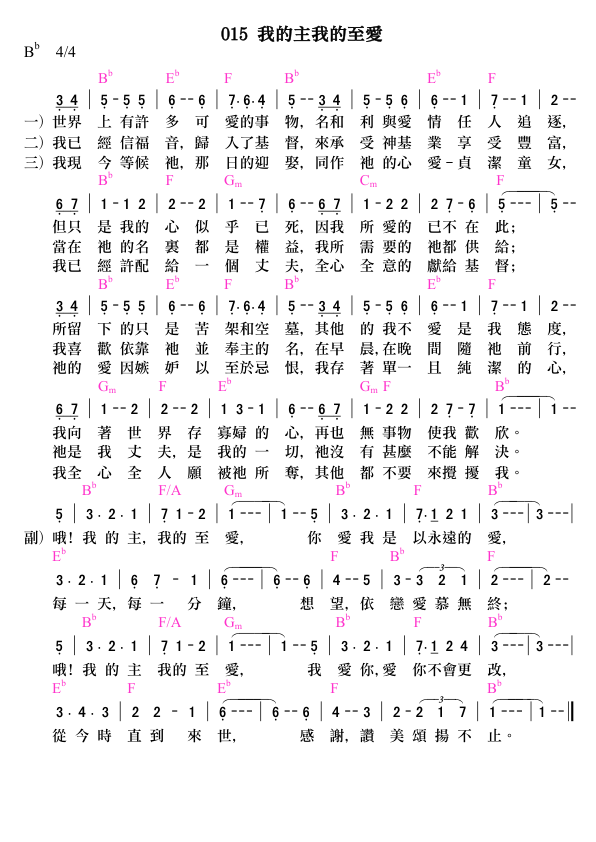 015 我的主我的至愛
B♭ 4/4
B♭ E♭ F B♭ E♭ F
3 4 | 5 - 5 5 | 6 - - 6 | 7. 6. 4 | 5 - - 3 4 | 5 - 5 6 | 6 - - 1 | 7 - - 1 | 2 - -
一) 世界 上 有許 多 可 愛的事 物, 名和 利 與愛 情 任 人 追 逐,
二) 我已 經 信福 音, 歸 入了基 督, 來承 受 神基 業 享 受 豐 富,
三) 我現 今 等候 祂, 那 日的迎 娶, 同作 祂 的心 愛 - 貞 潔 童 女,
B♭ F Gm Cm F
6 7 | 1 - 1 2 | 2 - - 2 | 1 - - 7 | 1 - - 6 7 | 1 - 2 2 | 2 7 - 6 | 5 - - - | 5 - -
但只 是 我的 心 似 乎 已 死, 因我 所 愛的 已不 在 此;
當在 祂 的名 裏 都 是 權 益, 我所 需 要的 祂都 供 給;
我已 經 許配 給 一 個 丈 夫, 全心 全 意的 獻給 基 督;
B♭ E♭ F B♭ E♭ F
3 4 | 5 - 5 5 | 6 - - 6 | 7. 6. 4 | 5 - - 3 4 | 5 - 5 6 | 6 - - 1 | 7 - - 1 | 2 - -
所留 下 的只 是 苦 架和空 墓, 其他 的 我不 愛 是 我 態 度,
我喜 歡 依靠 祂 並 奉主的 名, 在早 晨, 在晚 間 隨 祂 前 行,
祂的 愛 因嫉 妒 以 至於忌 恨, 我存 著 單一 且 純 潔 的 心,
Gm F E♭ Gm F B♭
6 7 | 1 - - 2 | 2 - - 2 | 1 3 - 1 | 6 - - 6 7 | 1 - 2 2 | 2 7 - 7 | 1 - - - | 1 - -
我向 著 世 界 存 寡婦 的 心, 再也 無 事物 使我 歡 欣。
祂是 我 丈 夫, 是 我的 一 切, 祂沒 有 甚麼 不能 解 決。
我全 心 全 人 願 被祂 所 奪, 其他 都 不要 來攪 擾 我。
B♭ F/A Gm B♭ F B♭
5 | 3. 2. 1 | 7 1 - 2 | 1 - - - | 1 - - 5 | 3. 2. 1 | 7. 1 2 1 | 3 - - - | 3 - - -|
副) 哦! 我 的 主, 我的 至 愛, 你 愛 我 是 以永遠的 愛,
E♭ F B♭ F
3. 2. 1 | 6 7 - 1 | 6 - - - | 6 - - 6 | 4 - - 5 | 3 - 3 2 1 | 2 - - - | 2 - -
每 一 天, 每 一 分 鐘, 想 望, 依 戀 愛 慕 無 終;
B♭ F/A Gm B♭ F B♭
5 | 3. 2. 1 | 7 1 - 2 | 1 - - - | 1 - - 5 | 3. 2. 1 | 7. 1 2 4 | 3 - - - | 3 - - -|
哦! 我 的 主 我的 至 愛, 我 愛 你, 愛 你不會更 改,
E♭ F E♭ F B♭
3. 4. 3 | 2 2 - 1 | 6 - - - | 6 - - 6 | 4 - - 3 | 2 - 2 1 7 | 1 - - - | 1 - - ||
從 今 時 直 到 來 世, 感 謝, 讚 美 頌 揚 不 止。